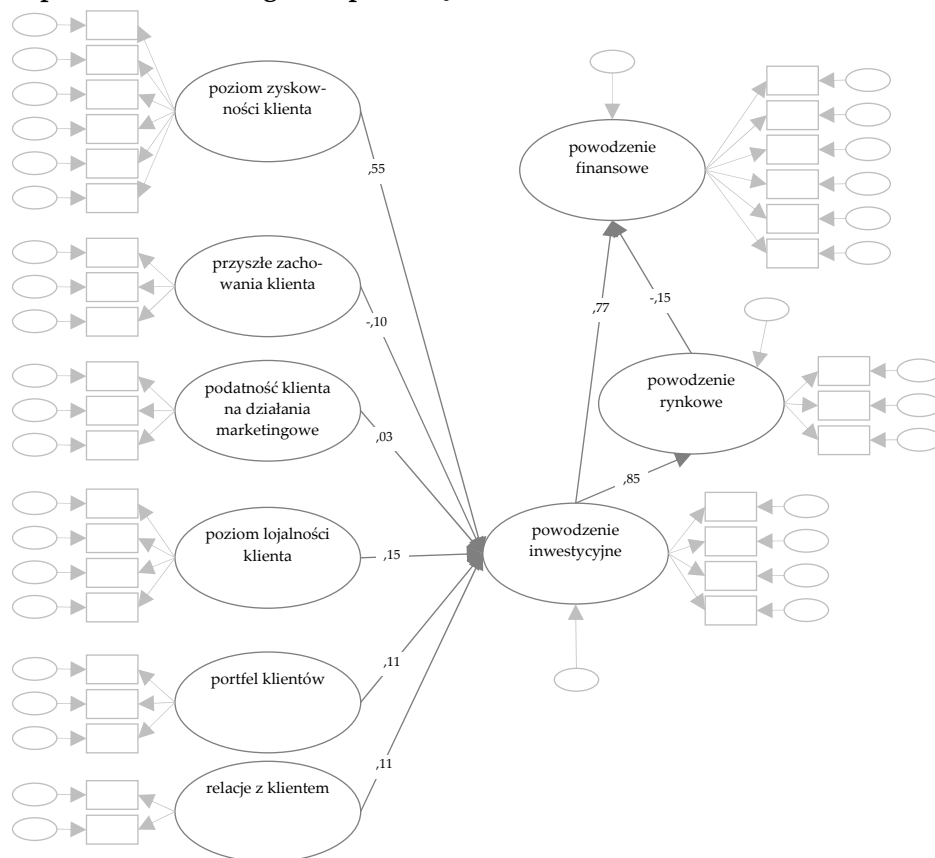 poziom zyskow-
ności klienta
,55
przyszłe zacho-
wania klienta
-,10
podatność klienta
na działania
marketingowe
,03
poziom lojalności
klienta
,15
portfel klientów
,11
relacje z klientem
,11
powodzenie
finansowe
,77
-,15
powodzenie
rynkowe
,85
powodzenie
inwestycyjne